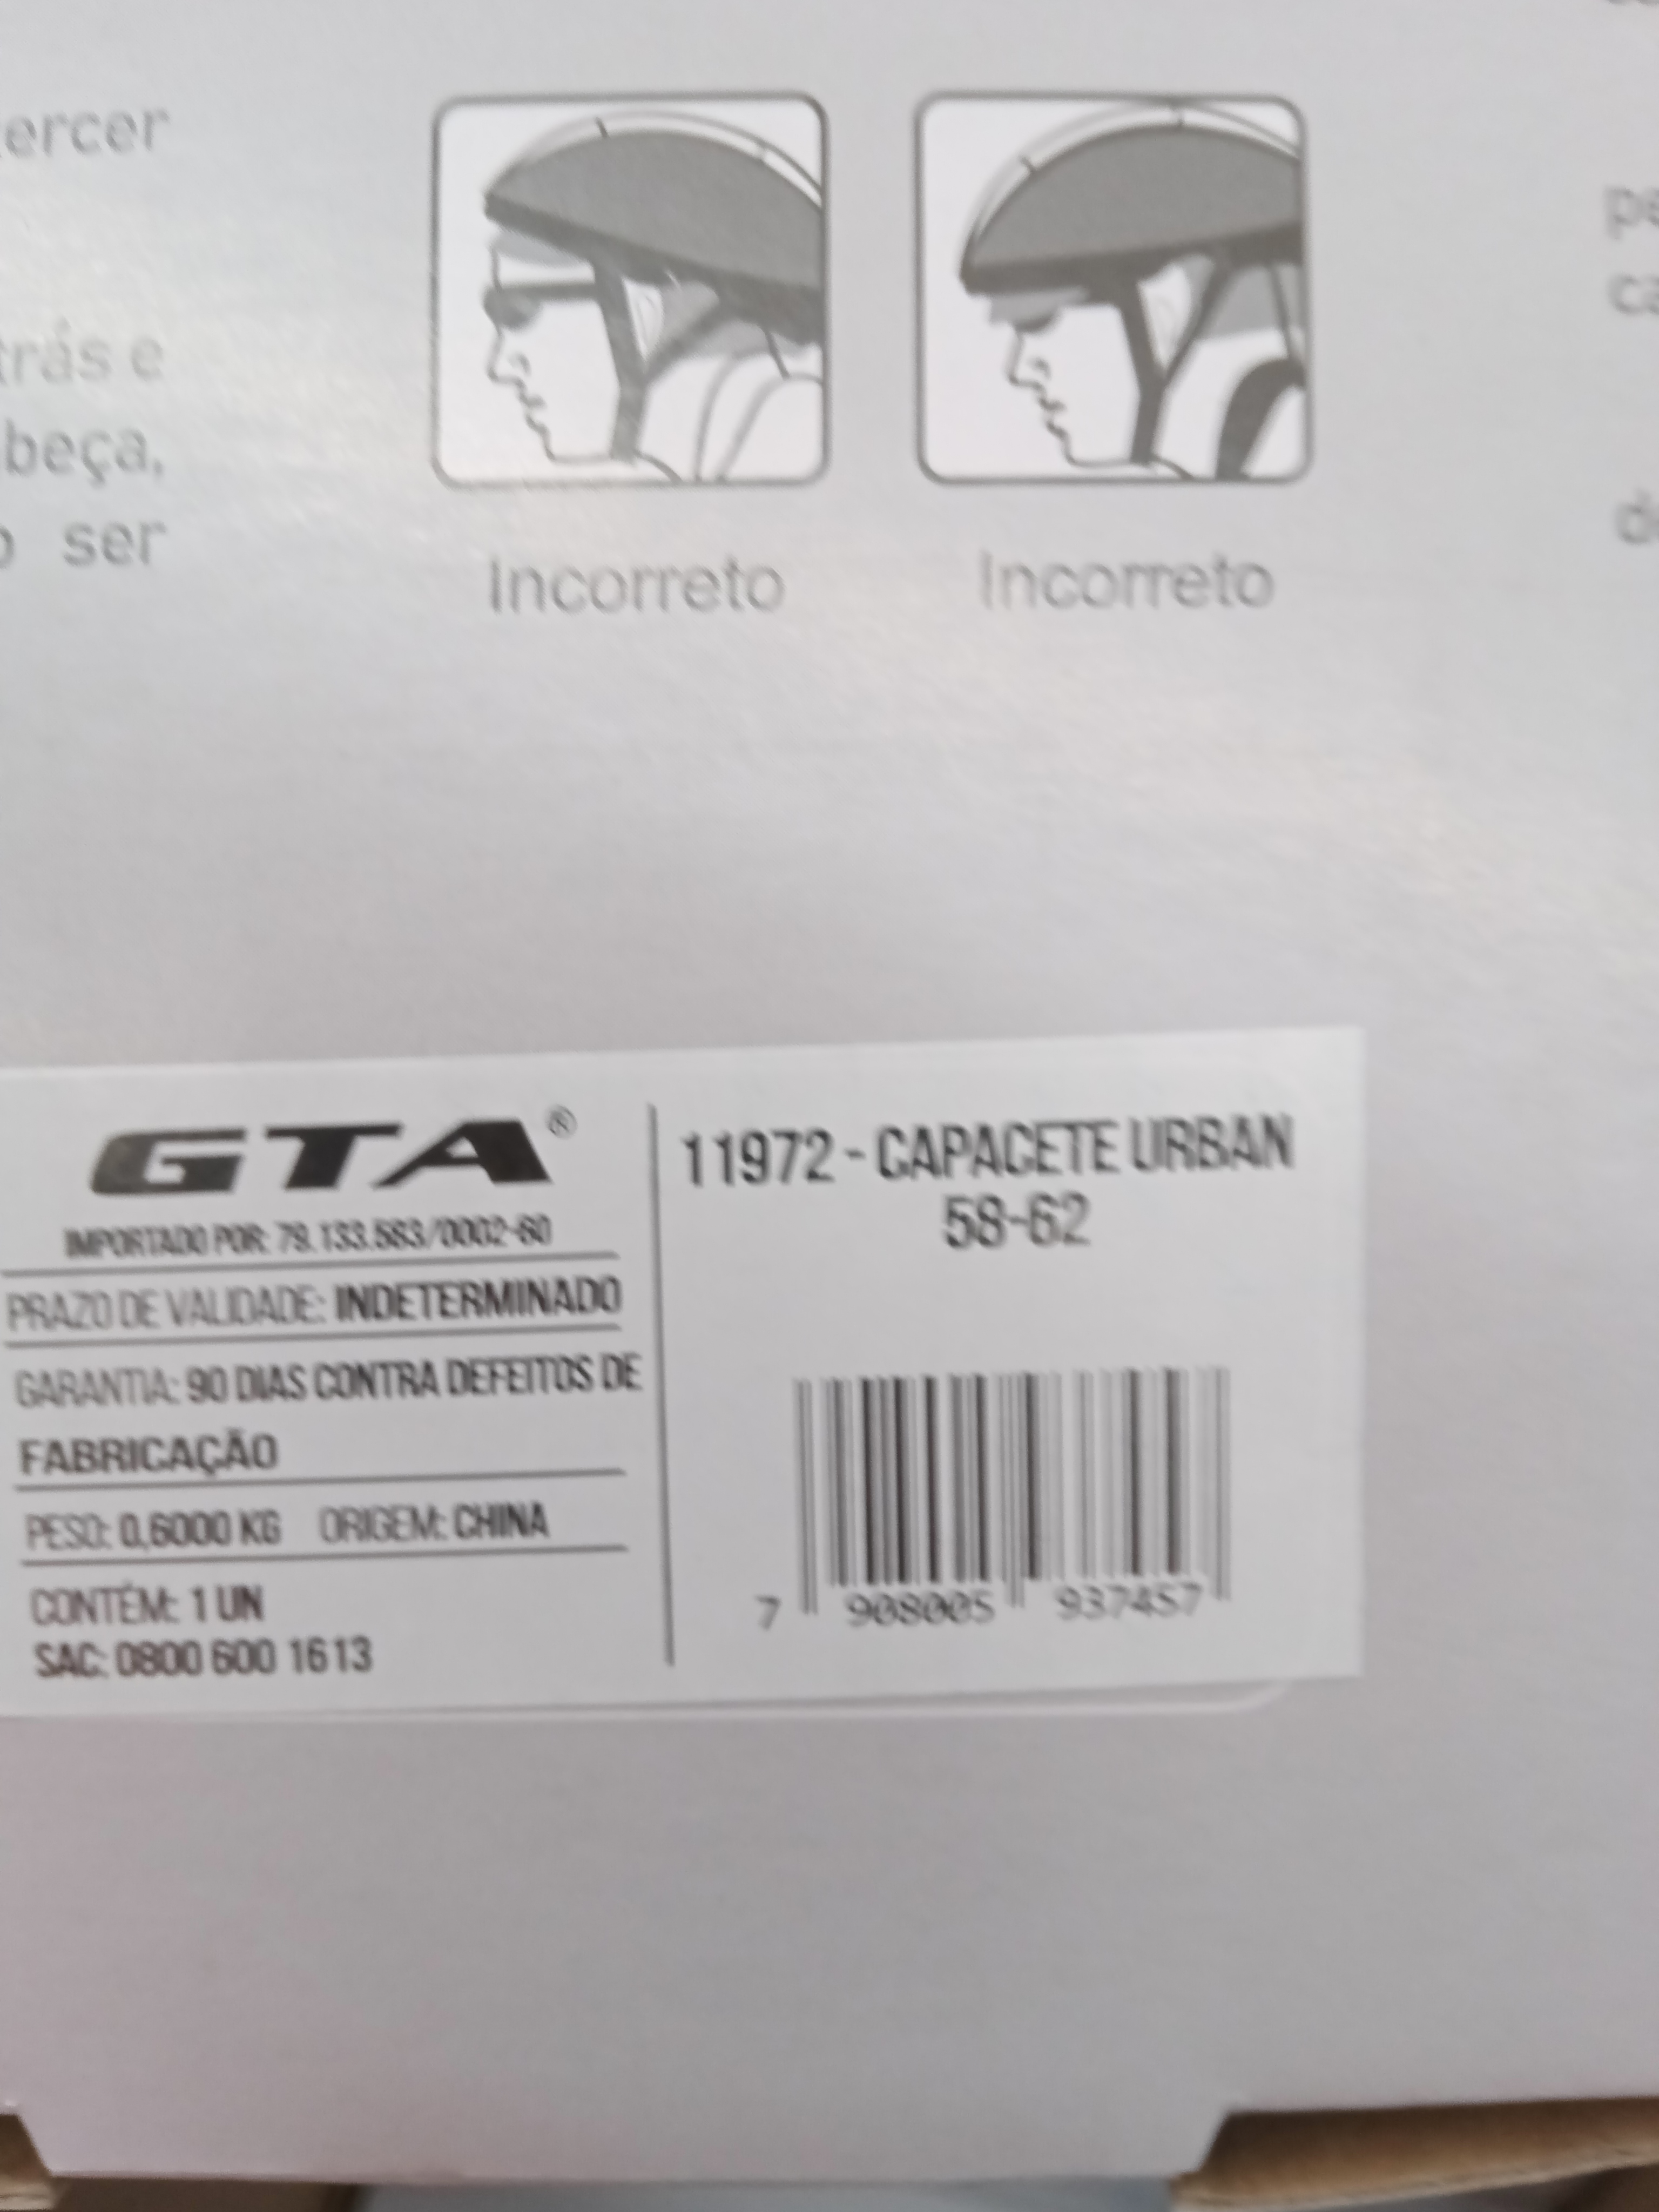 ercer
trás e
beça,
ser
Incorreto
Incorreto
pe
ca
GTA®
IMPORTADO POR: 79.133.583/0002-60
PRAZO DE VALIDADE: INDETERMINADO
GARANTIA: 90 DIAS CONTRA DEFEITOS DE
FABRICAÇÃO
PESO: 0,6000 KG ORIGEM: CHINA
CONTÉM: 1 UN
SAC: 0800 600 1613
11972 - CAPACETE URBAN
58-62
7 908005 937457